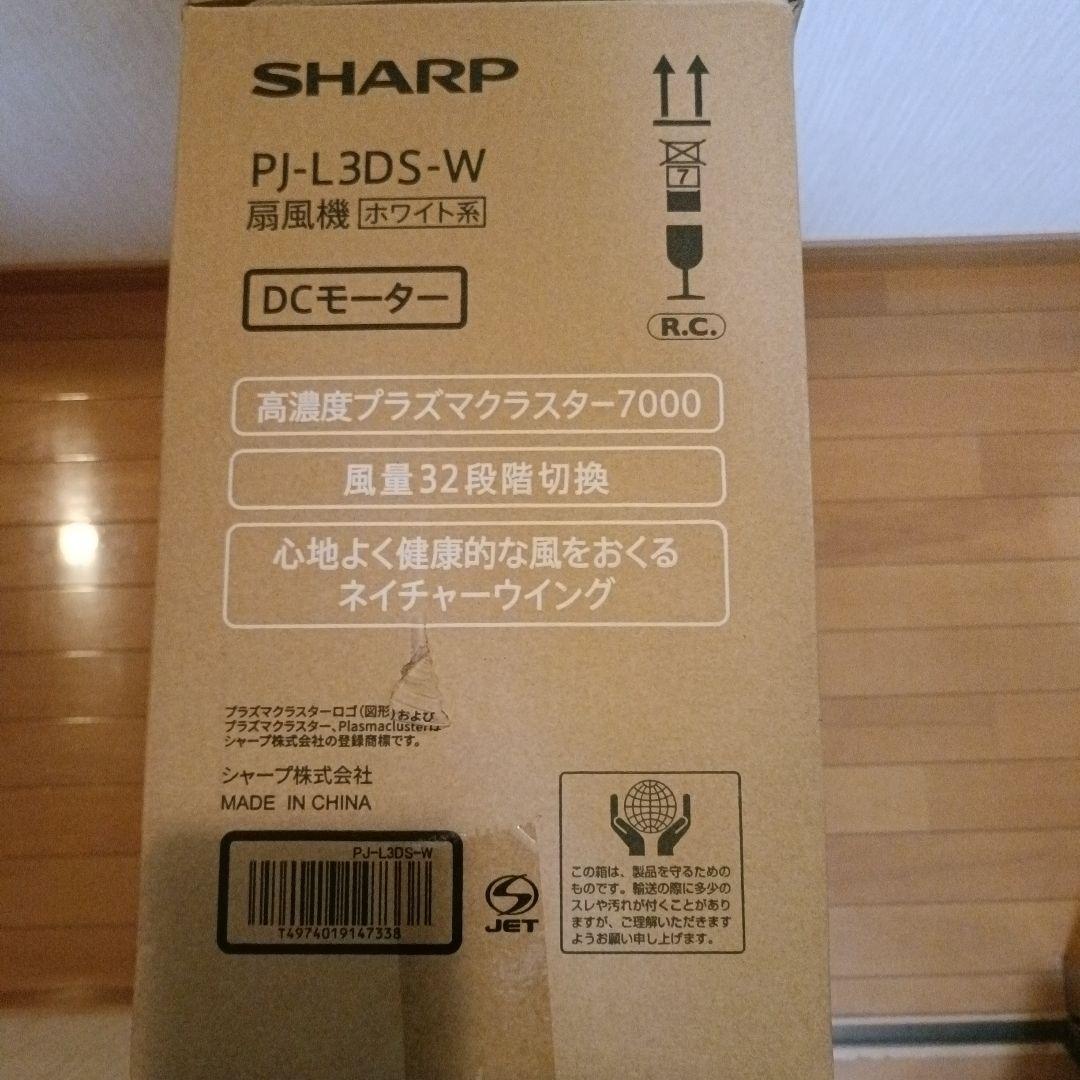 SHARP
PJ-L3DS-W
扇風機 ホワイト系
7
DCモーター
R.C.
高濃度プラズマクラスター7000
風量32段階切換
心地よく健康的な風をおくる
ネイチャーウイング
プラズマクラスターロゴ(図形)および
プラズマクラスター、Plasmaclusterは
シャープ株式会社の登録商標です。
シャープ株式会社
MADE IN CHINA
PJ-L3DS-W
T4974019147338
JET
この箱は、製品を守るための
ものです。輸送の際に多少の
スレや汚れが付くことがあり
ますが、ご理解いただきます
ようお願い申し上げます。